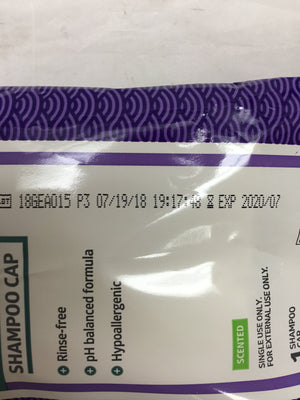 LOT 18GEA015 P3 07/19/18 19:17:48 EXP 2020/07
SHAMPOO CAP
Rinse-free
pH balanced formula
Hypoallergenic
SCENTED
SINGLE USE ONLY.
FOR EXTERNAL USE ONLY.
1 SHAMPOO
CAP